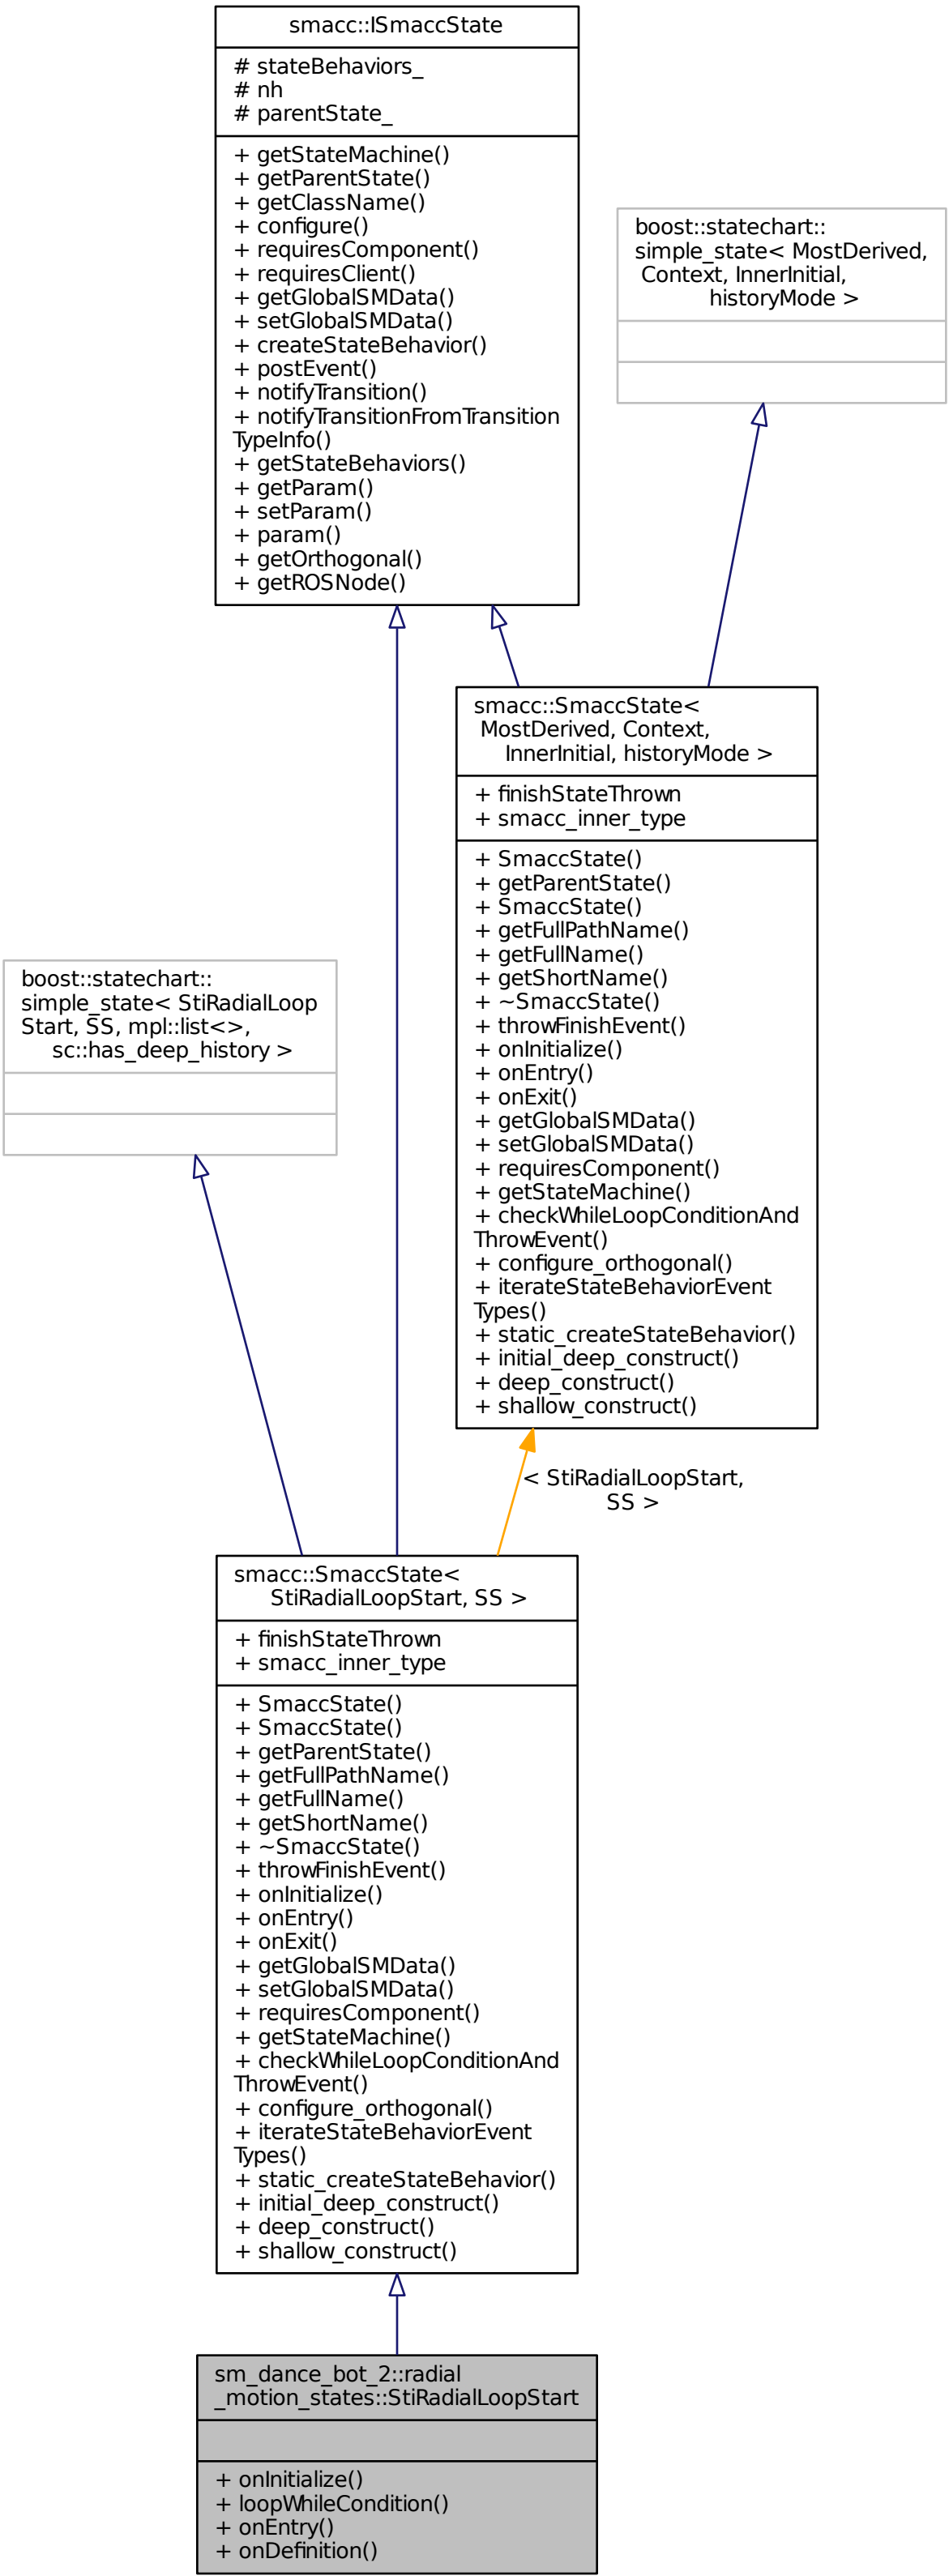 smacc::ISmaccState
# stateBehaviors_
# nh
# parentState_
+ getStateMachine()
+ getParentState()
+ getClassName()
+ configure()
+ requiresComponent()
+ requiresClient()
+ getGlobalSMData()
+ setGlobalSMData()
+ createStateBehavior()
+ postEvent()
+ notifyTransition()
+ notifyTransitionFromTransition
TypeInfo()
+ getStateBehaviors()
+ getParam()
+ setParam()
+ param()
+ getOrthogonal()
+ getROSNode()
boost::statechart::
simple_state< MostDerived,
Context, InnerInitial,
historyMode >
smacc::SmaccState<
MostDerived, Context,
InnerInitial, historyMode >
+ finishStateThrown
+ smacc_inner_type
+ SmaccState()
+ getParentState()
+ SmaccState()
+ getFullPathName()
+ getFullName()
+ getShortName()
+ ~SmaccState()
+ throwFinishEvent()
+ onInitialize()
+ onEntry()
+ onExit()
+ getGlobalSMData()
+ setGlobalSMData()
+ requiresComponent()
+ getStateMachine()
+ checkWhileLoopConditionAnd
ThrowEvent()
+ configure_orthogonal()
+ iterateStateBehaviorEvent
Types()
+ static_createStateBehavior()
+ initial_deep_construct()
+ deep_construct()
+ shallow_construct()
boost::statechart::
simple_state< StiRadialLoop
Start, SS, mpl::list<>,
sc::has_deep_history >
< StiRadialLoopStart,
SS >
smacc::SmaccState<
StiRadialLoopStart, SS >
+ finishStateThrown
+ smacc_inner_type
+ SmaccState()
+ SmaccState()
+ getParentState()
+ getFullPathName()
+ getFullName()
+ getShortName()
+ ~SmaccState()
+ throwFinishEvent()
+ onInitialize()
+ onEntry()
+ onExit()
+ getGlobalSMData()
+ setGlobalSMData()
+ requiresComponent()
+ getStateMachine()
+ checkWhileLoopConditionAnd
ThrowEvent()
+ configure_orthogonal()
+ iterateStateBehaviorEvent
Types()
+ static_createStateBehavior()
+ initial_deep_construct()
+ deep_construct()
+ shallow_construct()
sm_dance_bot_2::radial
_motion_states::StiRadialLoopStart
+ onInitialize()
+ loopWhileCondition()
+ onEntry()
+ onDefinition()